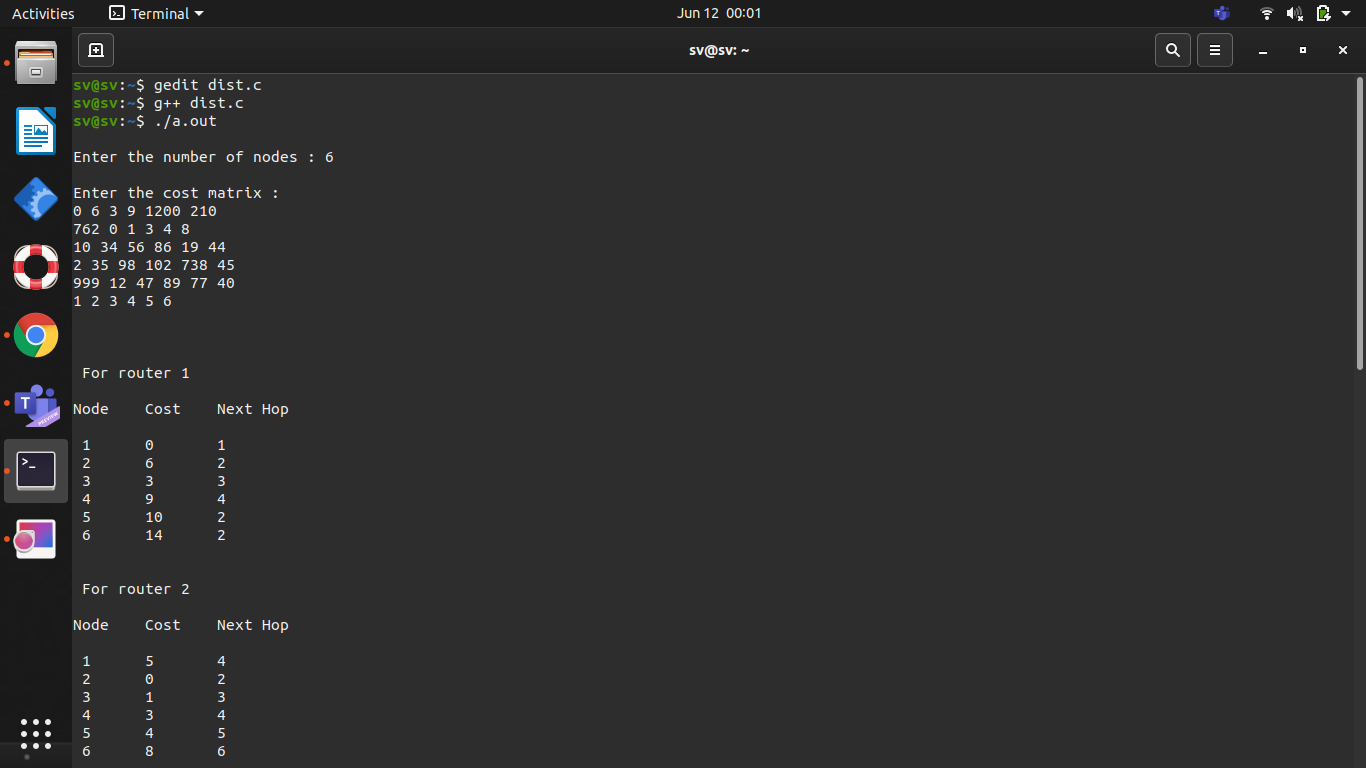 Activities Terminal Jun 12 00:01
sv@sv: ~
sv@sv:~$ gedit dist.c
sv@sv:~$ g++ dist.c
sv@sv:~$ ./a.out
Enter the number of nodes : 6
Enter the cost matrix :
0 6 3 9 1200 210
762 0 1 3 4 8
10 34 56 86 19 44
2 35 98 102 738 45
999 12 47 89 77 40
1 2 3 4 5 6
For router 1
Node Cost Next Hop
1 0 1
2 6 2
3 3 3
4 9 4
5 10 2
6 14 2
For router 2
Node Cost Next Hop
1 5 4
2 0 2
3 1 3
4 3 4
5 4 5
6 8 6
T
PREVIEW
>_